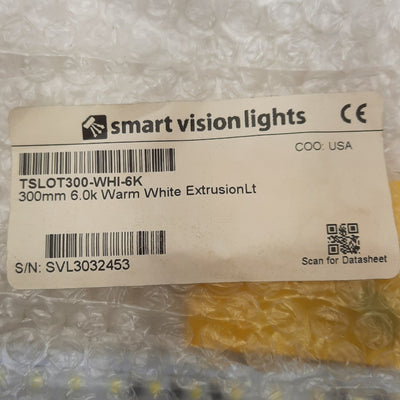 smart vision lights
CE
COO: USA
TSLOT300-WHI-6K
300mm 6.0k Warm White ExtrusionLt
S/N: SVL3032453
Scan for Datasheet